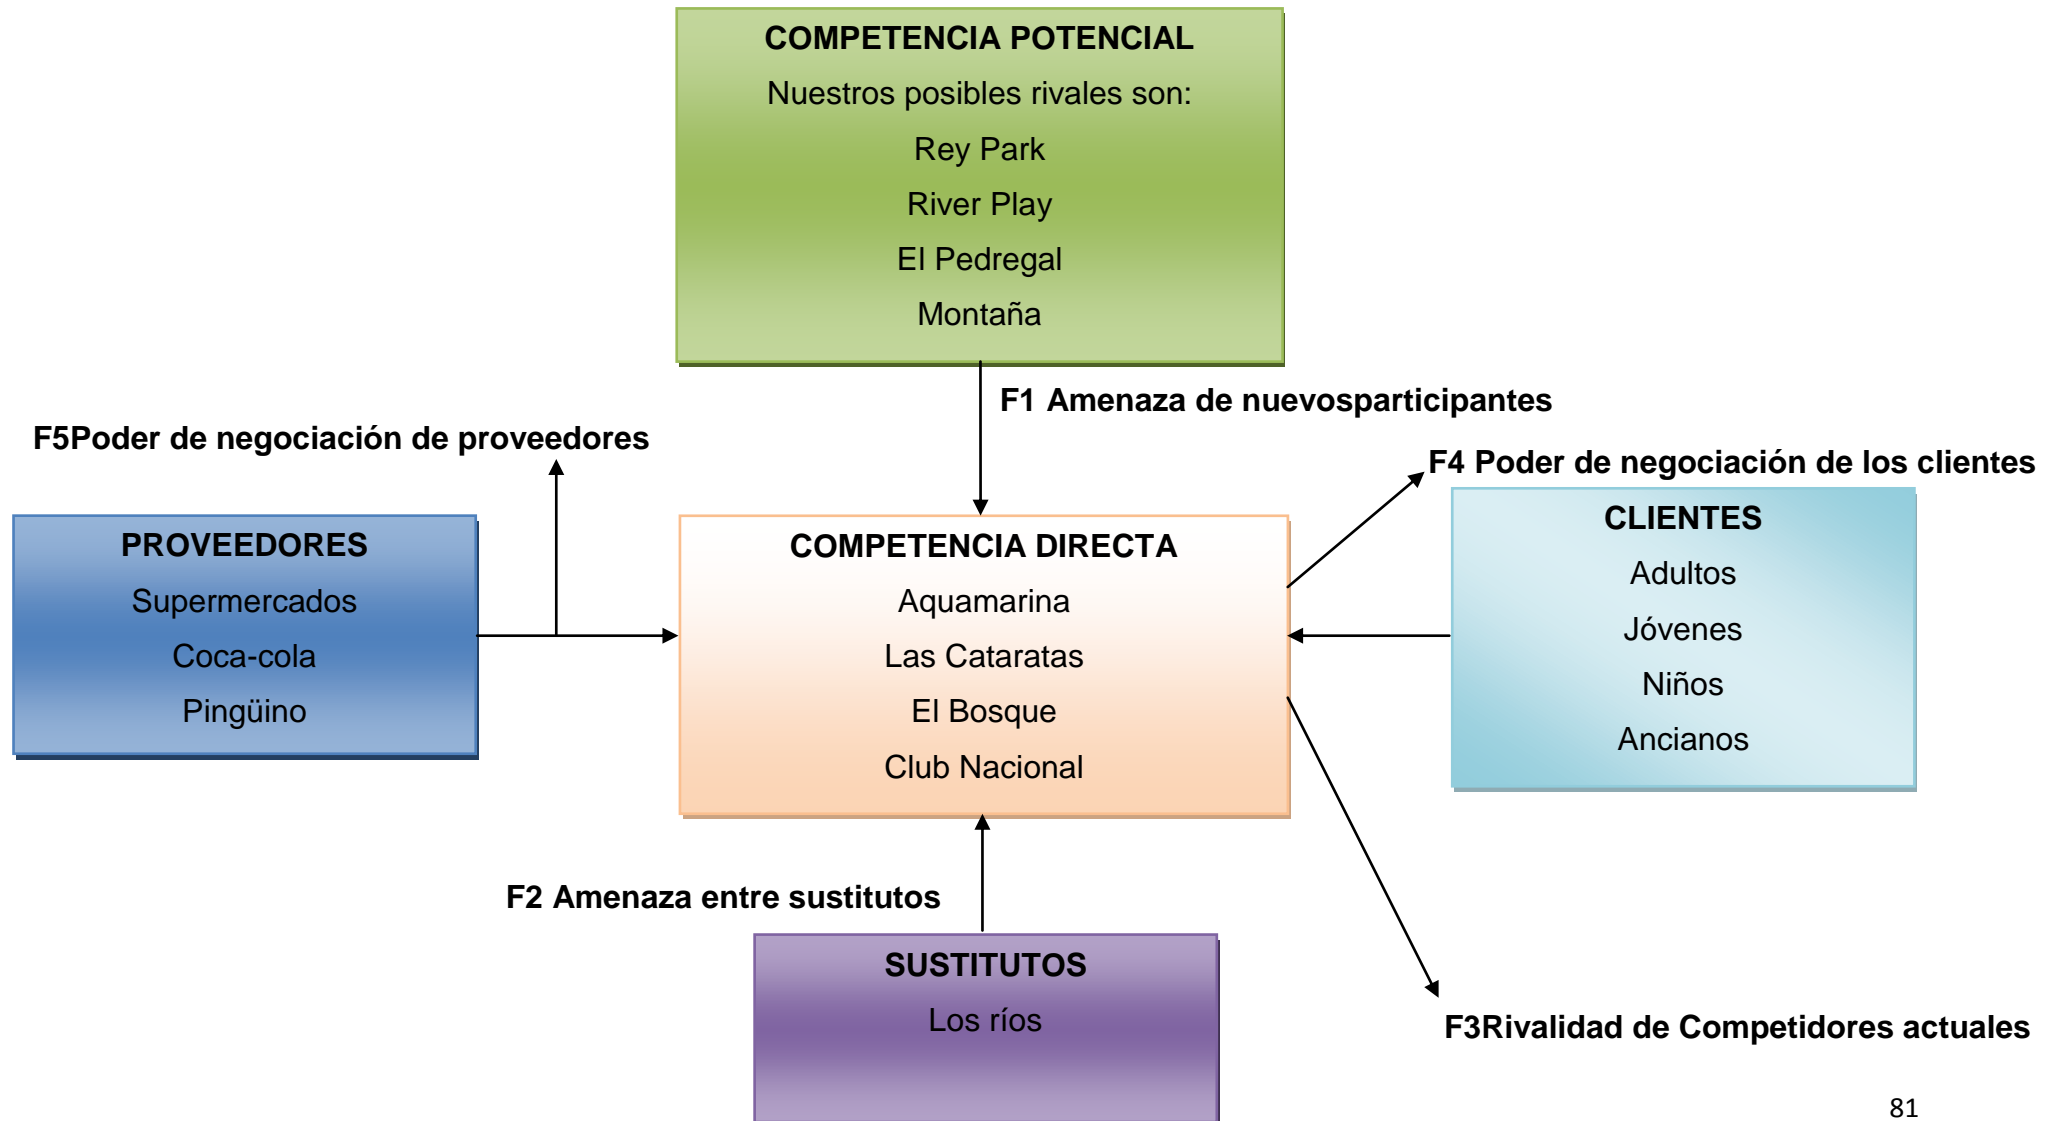 COMPETENCIA POTENCIAL
Nuestros posibles rivales son:
Rey Park
River Play
El Pedregal
Montaña
F1 Amenaza de nuevosparticipantes
F5Poder de negociación de proveedores
F4 Poder de negociación de los clientes
PROVEEDORES
Supermercados
Coca-cola
Pingüino
COMPETENCIA DIRECTA
Aquamarina
Las Cataratas
El Bosque
Club Nacional
CLIENTES
Adultos
Jóvenes
Niños
Ancianos
F2 Amenaza entre sustitutos
SUSTITUTOS
Los ríos
F3Rivalidad de Competidores actuales
81